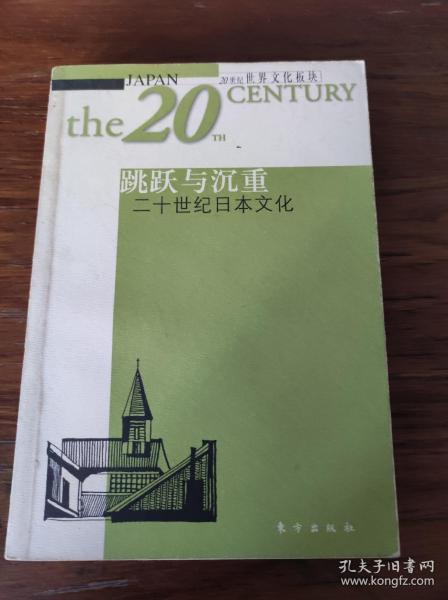 JAPAN
20世纪世界文化板块
the 20TH CENTURY
跳跃与沉重
二十世纪日本文化
东方出版社
孔夫子旧书网
www.kongfz.com